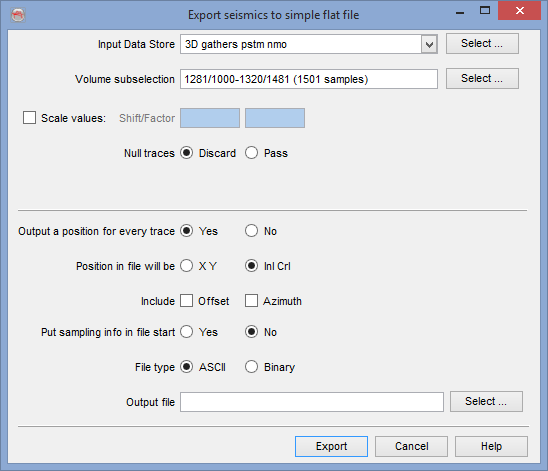 Export seismics to simple flat file
Input Data Store 3D gathers pstm nmo Select ...
Volume subselection 1281/1000-1320/1481 (1501 samples) Select ...
Scale values: Shift/Factor
Null traces Discard Pass
Output a position for every trace Yes No
Position in file will be X Y Inl Crl
Include Offset Azimuth
Put sampling info in file start Yes No
File type ASCII Binary
Output file Select ...
Export Cancel Help